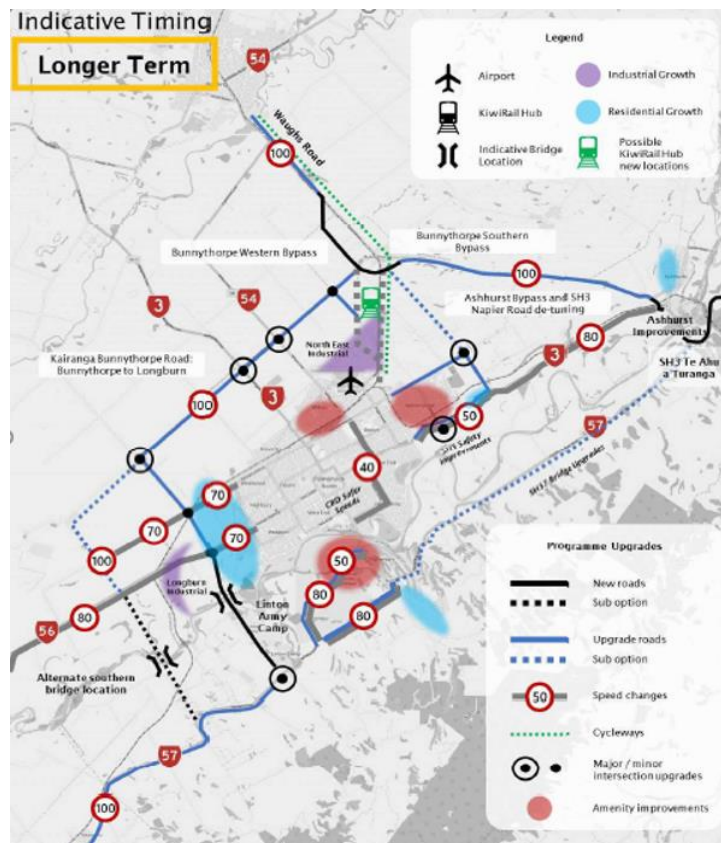 Indicative Timing
Longer Term
54
Legend
Airport
Industrial Growth
KiwiRail Hub
Residential Growth
Indicative Bridge
Location
Possible
KiwiRail Hub
new locations
Waughs Road
100
Bunnythorpe Western Bypass
Bunnythorpe Southern
Bypass
100
3
54
Ashhurst Bypass and SH3
Napier Road de-tuning
Ashhurst
Improvements
80
North East
Industrial
3
SH3 Te Ahu
a Turanga
Kairanga Bunnythorpe Road:
Bunnythorpe to Longburn
100
3
50
SH3 Safety
Improvements
57
40
CBD Safer
Speeds
SH57 Bridge Upgrades
70
70
70
100
50
80
80
Longburn
Industrial
Linton
Army
Camp
56
80
Alternate southern
bridge location
57
100
Programme Upgrades
New roads
Sub option
Upgrade roads
Sub option
50
Speed changes
Cycleways
Major / minor
intersection upgrades
Amenity improvements